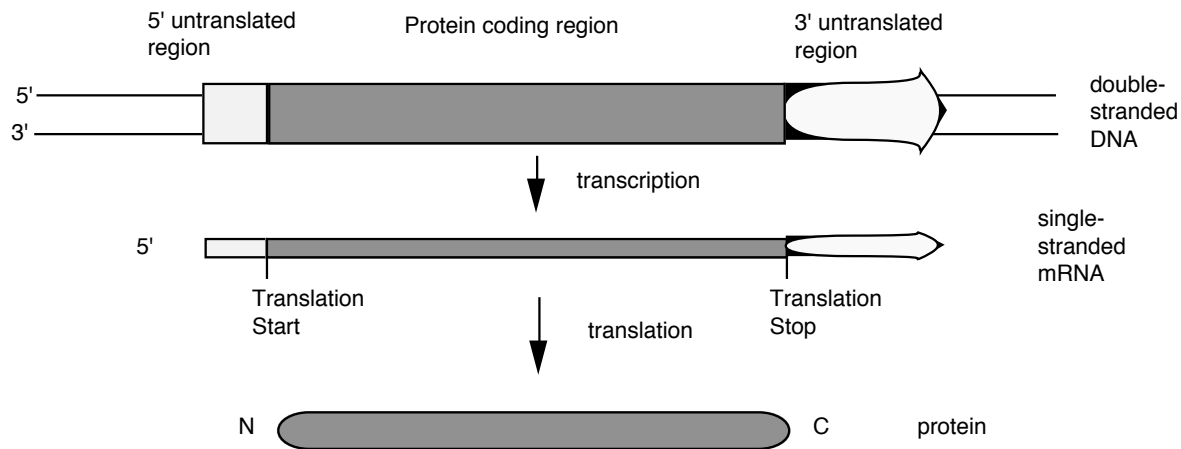 5' untranslated
region
Protein coding region
3' untranslated
region
5'
3'
double-
stranded
DNA
transcription
5'
single-
stranded
mRNA
Translation
Start
Translation
Stop
translation
N
C
protein